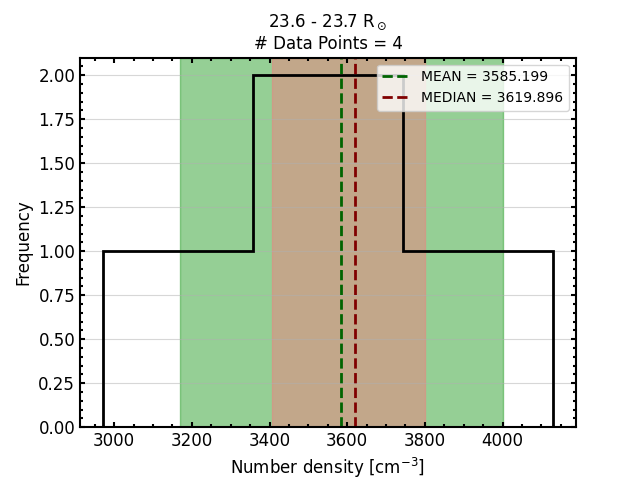 23.6 - 23.7 R⊙
# Data Points = 4
MEAN = 3585.199
MEDIAN = 3619.896
2.00
1.75
1.50
1.25
1.00
0.75
0.50
0.25
0.00
Frequency
3000 3200 3400 3600 3800 4000
Number density [cm⁻³]